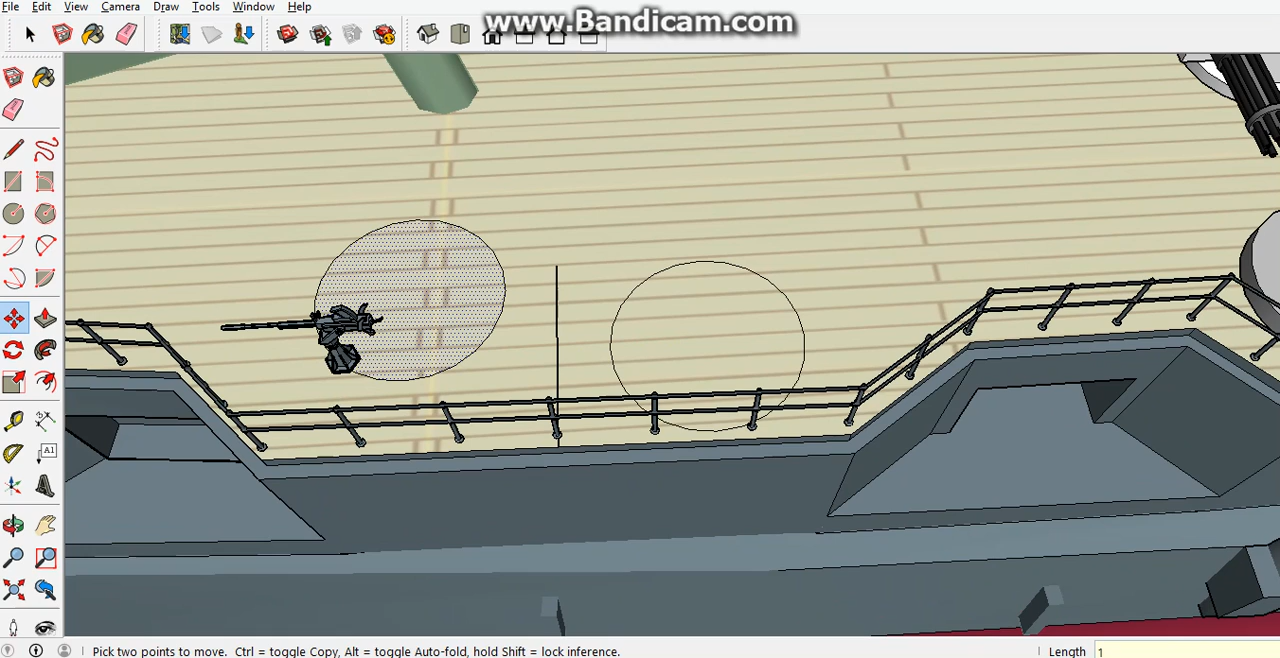 File Edit View Camera Draw Tools Window Help
www.Bandicam.com
A1
Pick two points to move. Ctrl = toggle Copy, Alt = toggle Auto-fold, hold Shift = lock inference.
Length 1